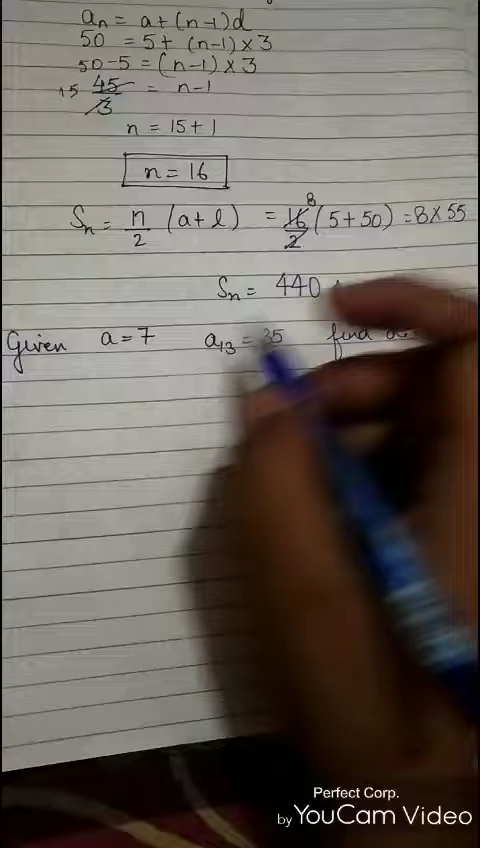 aₙ = a + (n-1)d
50 = 5 + (n-1) × 3
50-5 = (n-1) × 3
15 45/3 = n-1
n = 15 + 1
n = 16
Sₙ = n/2 (a + l) = 16/2 8 (5 + 50) = 8 × 55
Sₙ = 440
Given a = 7 a₁₃ = 35 find
Perfect Corp.
by YouCam Video